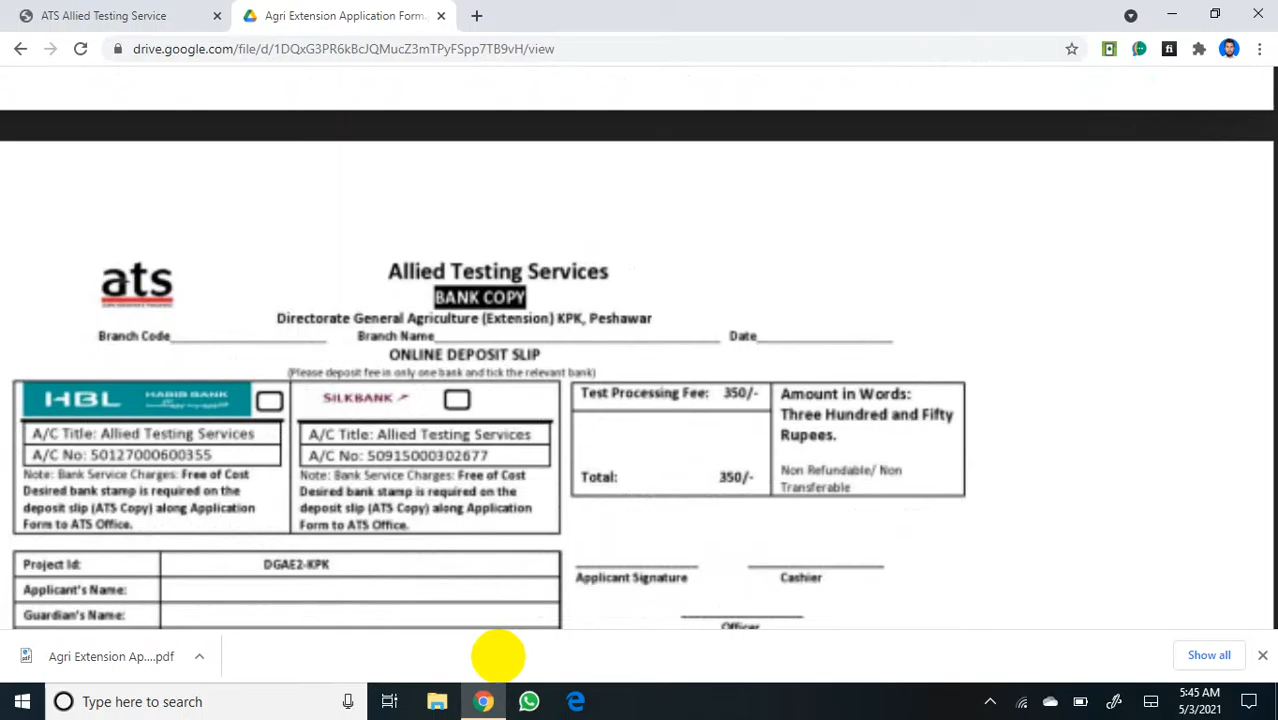 ATS Allied Testing Service
Agri Extension Application Form
drive.google.com/file/d/1DQxG3PR6kBcJQMucZ3mTPyFSpp7TB9vH/view
ats
Allied Testing Services
BANK COPY
Directorate General Agriculture (Extension) KPK, Peshawar
Branch Code Branch Name Date
ONLINE DEPOSIT SLIP
(Please deposit fee in only one bank and tick the relevant bank)
HBL HABIB BANK
SILKBANK
A/C Title: Allied Testing Services
A/C No: 50127000600355
Note: Bank Service Charges: Free of Cost
Desired bank stamp is required on the
deposit slip (ATS Copy) along Application
Form to ATS Office.
A/C Title: Allied Testing Services
A/C No: 50915000302677
Note: Bank Service Charges: Free of Cost
Desired bank stamp is required on the
deposit slip (ATS Copy) along Application
Form to ATS Office.
Test Processing Fee: 350/-
Total: 350/-
Amount in Words:
Three Hundred and Fifty
Rupees.
Non Refundable/ Non
Transferable
Project Id: DGAE2-KPK
Applicant's Name:
Guardian's Name:
Applicant Signature Cashier
Officer
Agri Extension Ap....pdf
Show all
Type here to search
5:45 AM
5/3/2021